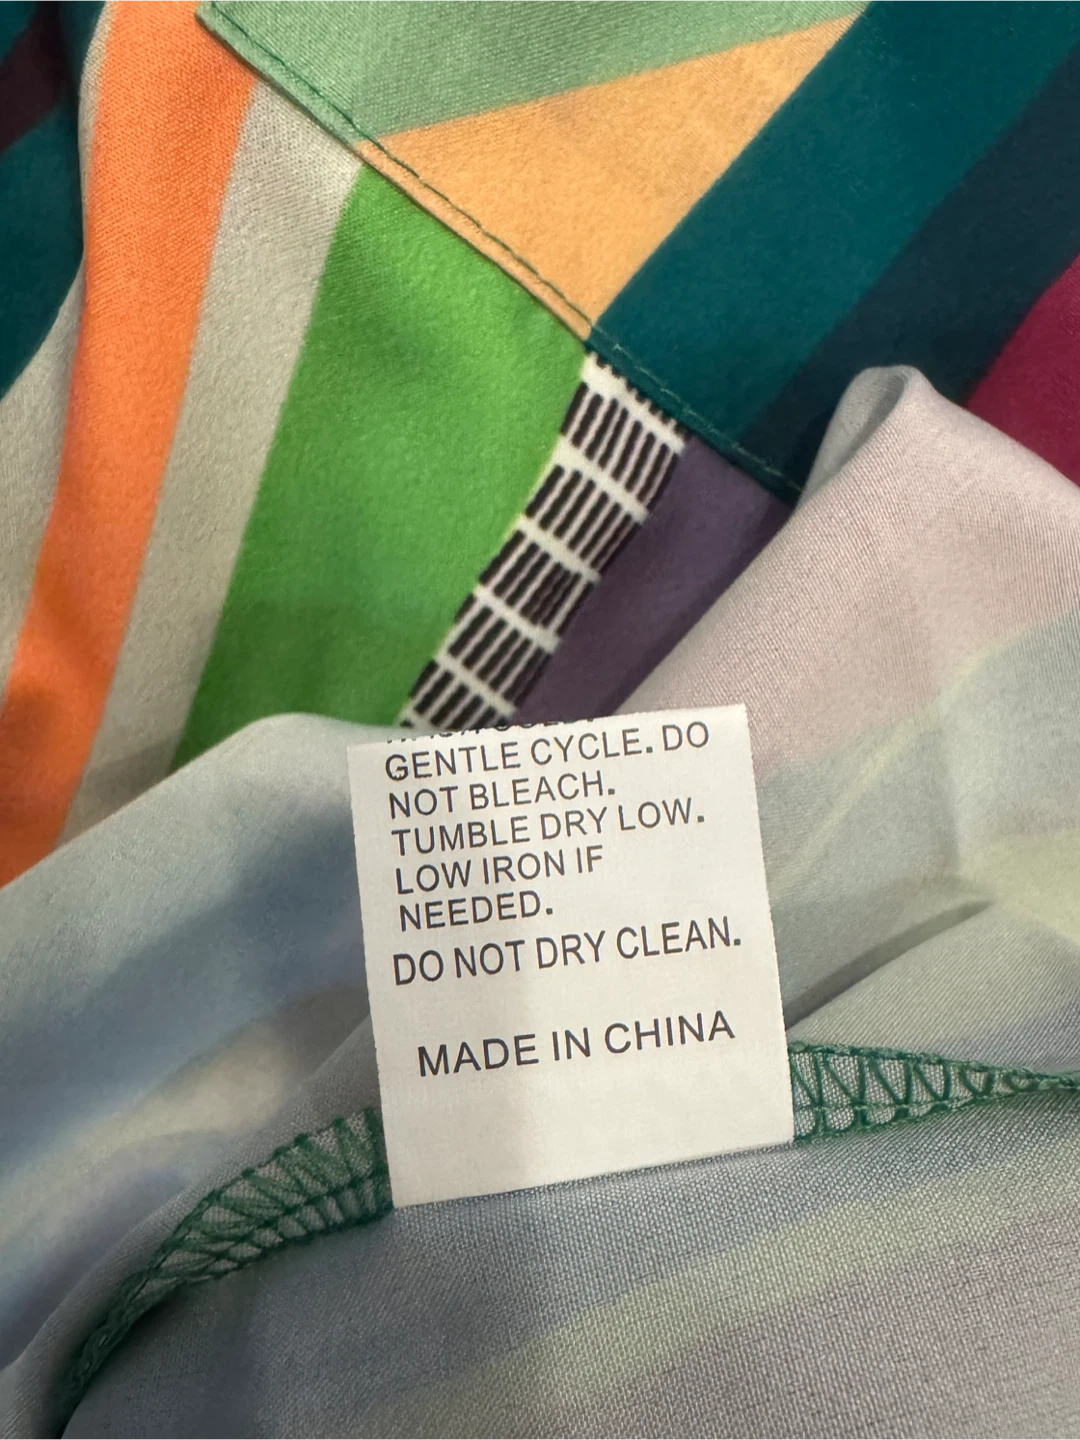 GENTLE CYCLE. DO
NOT BLEACH.
TUMBLE DRY LOW.
LOW IRON IF
NEEDED.
DO NOT DRY CLEAN.
MADE IN CHINA